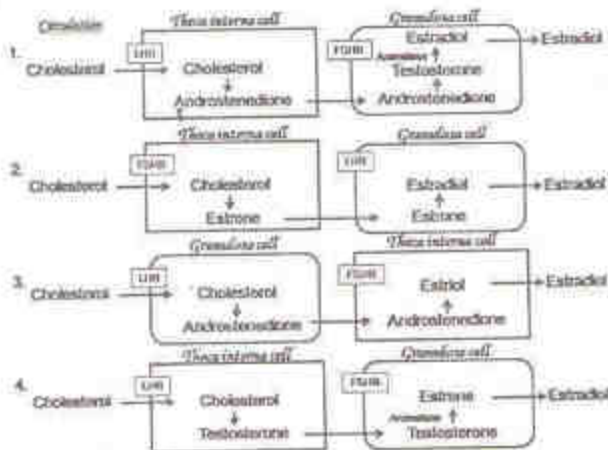 Circulation
Theca interna cell
Granulosa cell
1.
LHR
FSHR
Estradiol
Estradiol
Cholesterol
Cholesterol
Aromatase
Testosterone
Androstenedione
Androstenedione
Theca interna cell
Granulosa cell
2.
FSHR
LHR
Cholesterol
Cholesterol
Estradiol
Estradiol
Estrone
Estrone
Granulosa cell
Theca interna cell
3.
LHR
FSHR
Cholesterol
Cholesterol
Estriol
Estradiol
Androstenedione
Androstenedione
Theca interna cell
Granulosa cell
4.
LHR
FSHR
Cholesterol
Cholesterol
Estrone
Estradiol
Aromatase
Testosterone
Testosterone